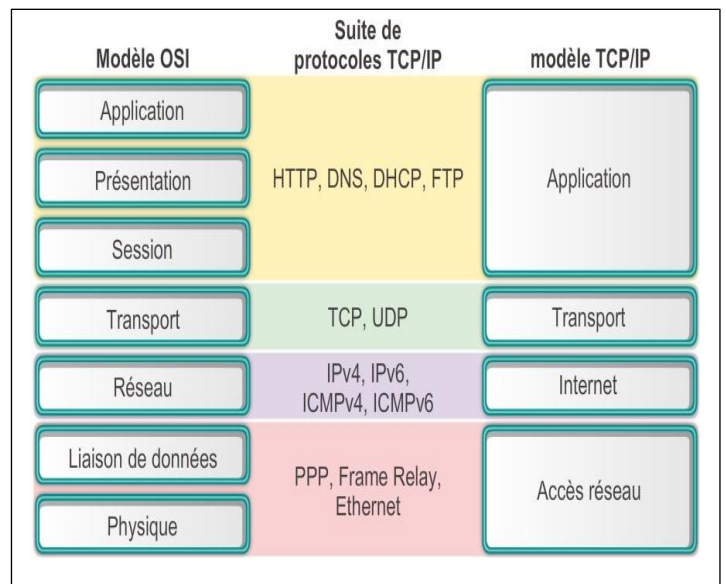 Modèle OSI
Suite de
protocoles TCP/IP
modèle TCP/IP
Application
Présentation
Session
HTTP, DNS, DHCP, FTP
Application
Transport
TCP, UDP
Transport
Réseau
IPv4, IPv6,
ICMPv4, ICMPv6
Internet
Liaison de données
Physique
PPP, Frame Relay,
Ethernet
Accès réseau